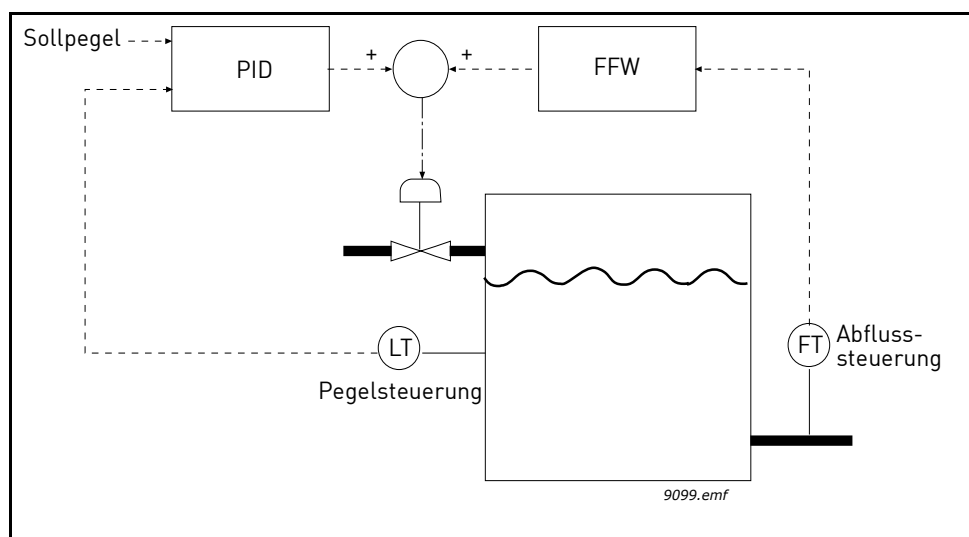 Sollpegel
PID
+
+
FFW
LT
Pegelsteuerung
FT
Abfluss-
steuerung
9099.emf